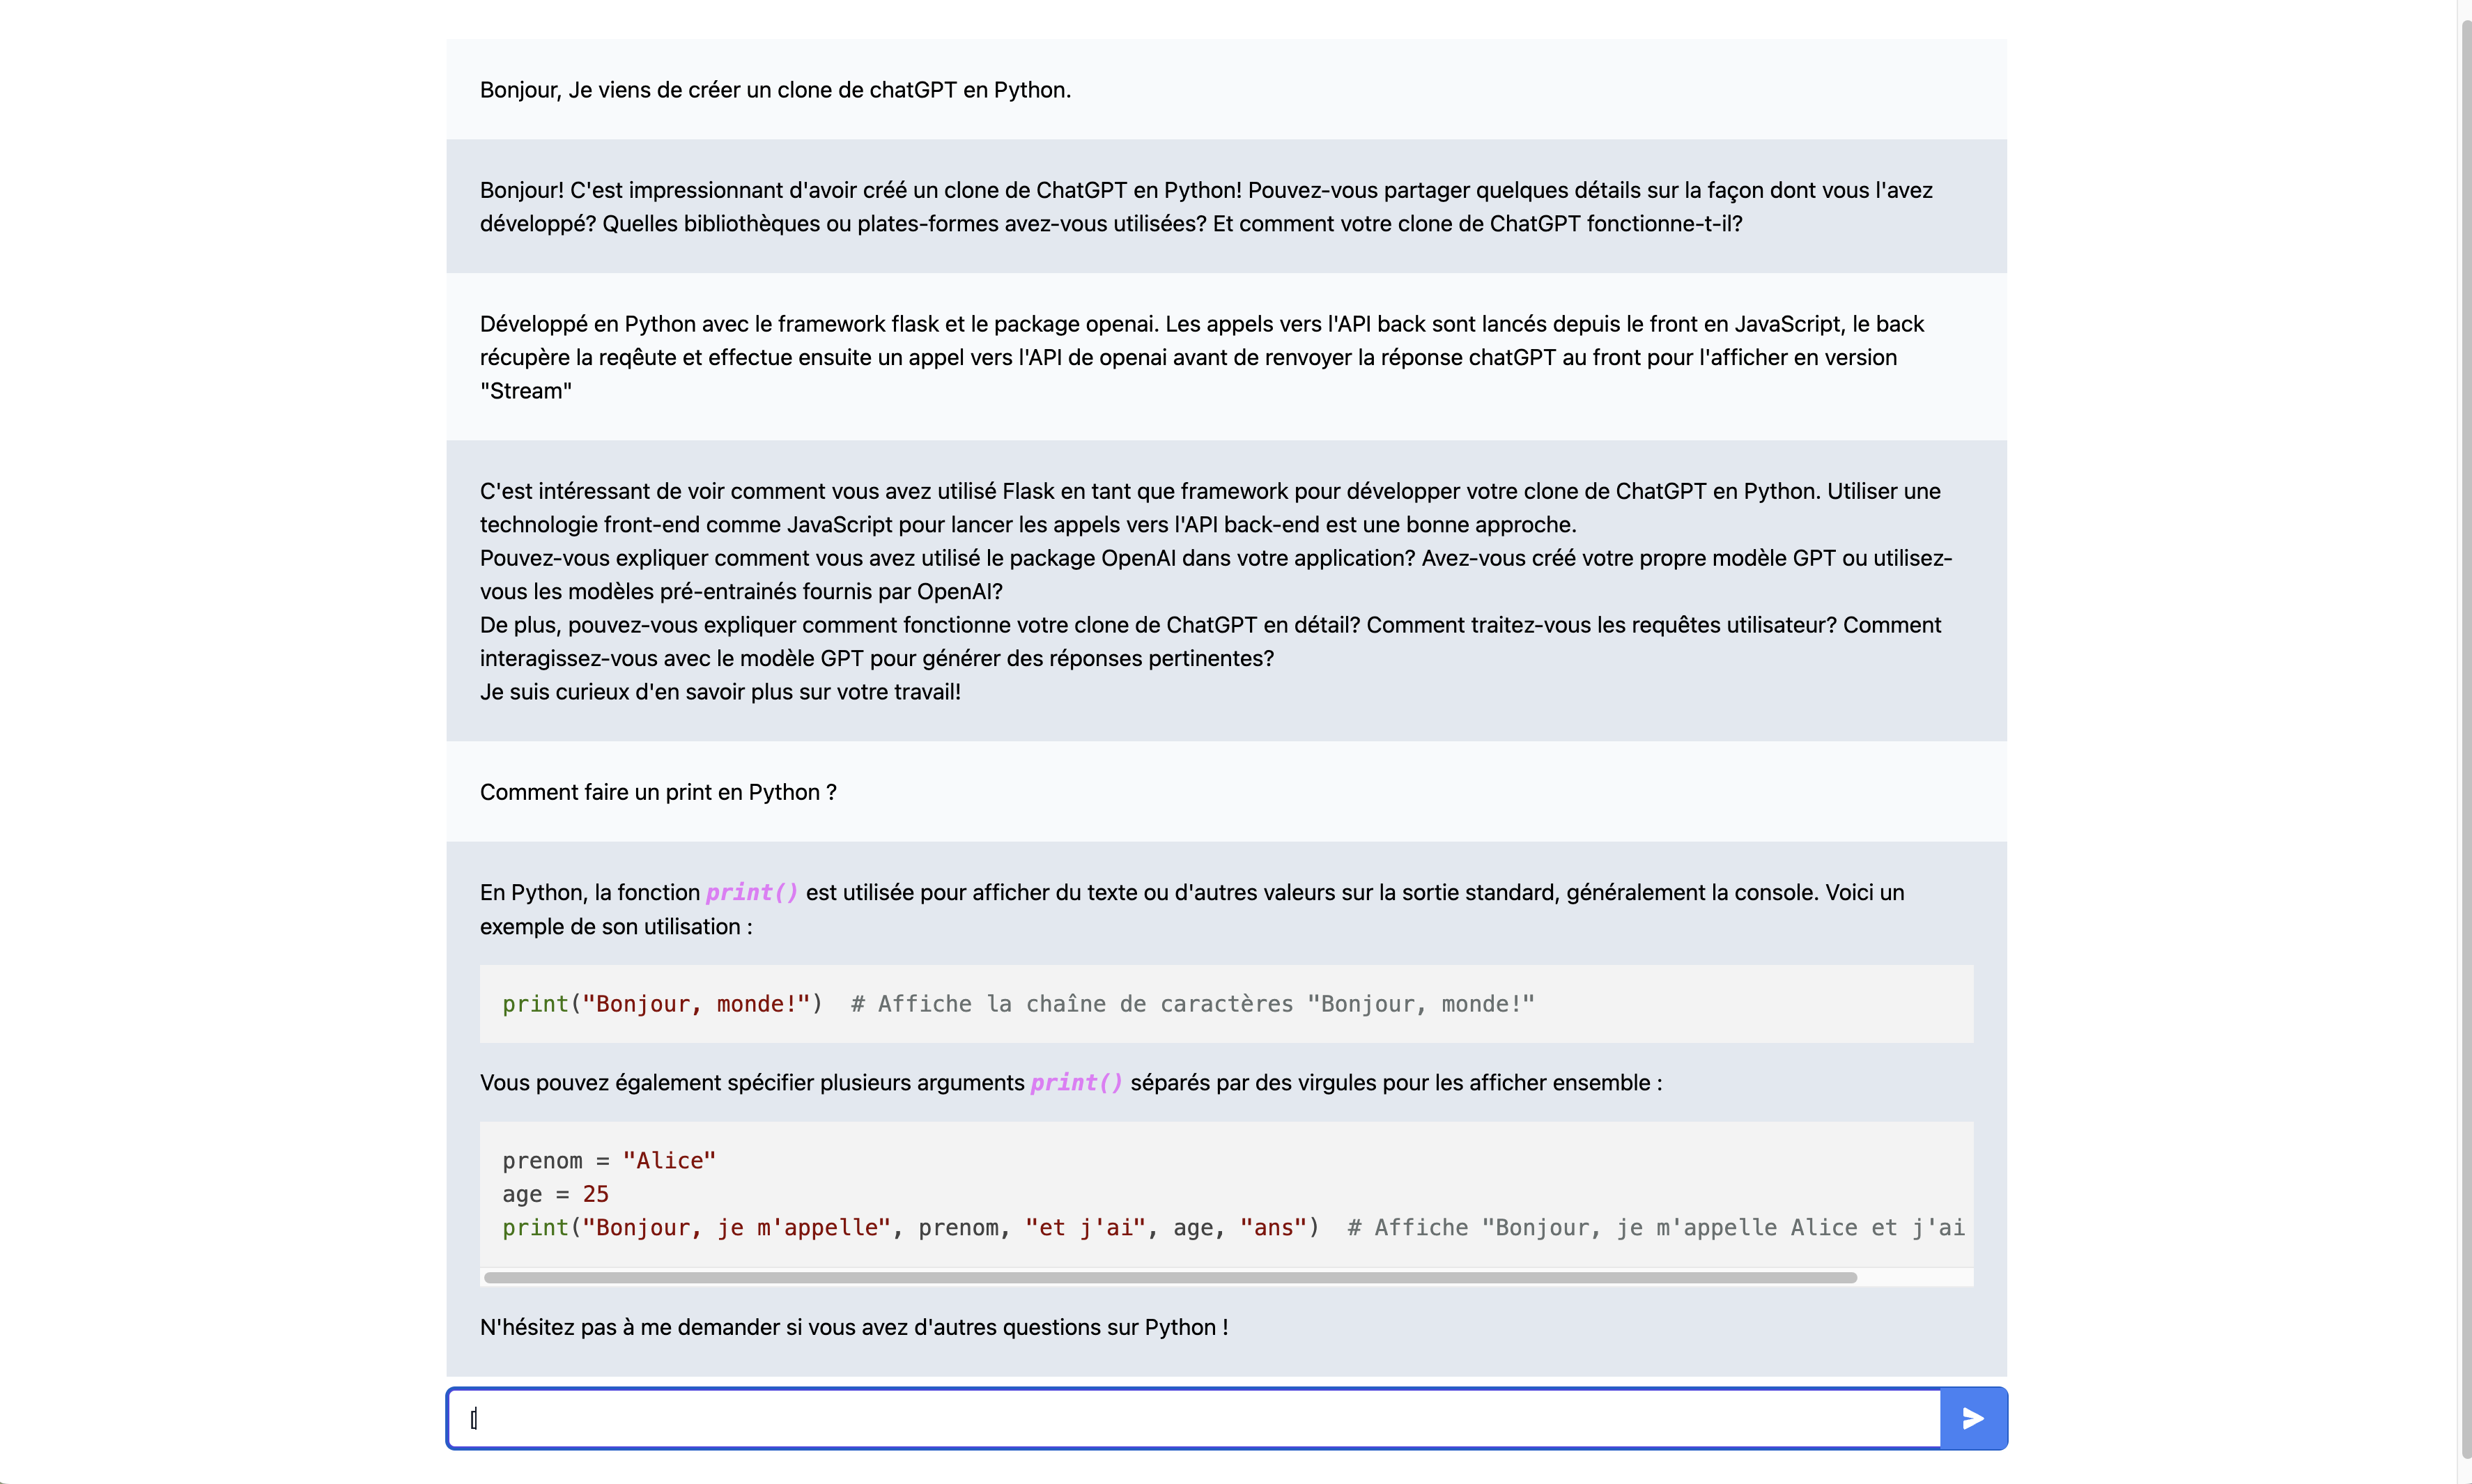 Bonjour, Je viens de créer un clone de chatGPT en Python.
Bonjour! C'est impressionnant d'avoir créé un clone de ChatGPT en Python! Pouvez-vous partager quelques détails sur la façon dont vous l'avez
développé? Quelles bibliothèques ou plates-formes avez-vous utilisées? Et comment votre clone de ChatGPT fonctionne-t-il?
Développé en Python avec le framework flask et le package openai. Les appels vers l'API back sont lancés depuis le front en JavaScript, le back
récupère la reqêute et effectue ensuite un appel vers l'API de openai avant de renvoyer la réponse chatGPT au front pour l'afficher en version
"Stream"
C'est intéressant de voir comment vous avez utilisé Flask en tant que framework pour développer votre clone de ChatGPT en Python. Utiliser une
technologie front-end comme JavaScript pour lancer les appels vers l'API back-end est une bonne approche.
Pouvez-vous expliquer comment vous avez utilisé le package OpenAI dans votre application? Avez-vous créé votre propre modèle GPT ou utilisez-
vous les modèles pré-entrainés fournis par OpenAI?
De plus, pouvez-vous expliquer comment fonctionne votre clone de ChatGPT en détail? Comment traitez-vous les requêtes utilisateur? Comment
interagissez-vous avec le modèle GPT pour générer des réponses pertinentes?
Je suis curieux d'en savoir plus sur votre travail!
Comment faire un print en Python ?
En Python, la fonction print() est utilisée pour afficher du texte ou d'autres valeurs sur la sortie standard, généralement la console. Voici un
exemple de son utilisation :
print("Bonjour, monde!")  # Affiche la chaîne de caractères "Bonjour, monde!"
Vous pouvez également spécifier plusieurs arguments print() séparés par des virgules pour les afficher ensemble :
prenom = "Alice"
age = 25
print("Bonjour, je m'appelle", prenom, "et j'ai", age, "ans")  # Affiche "Bonjour, je m'appelle Alice et j'ai
N'hésitez pas à me demander si vous avez d'autres questions sur Python !